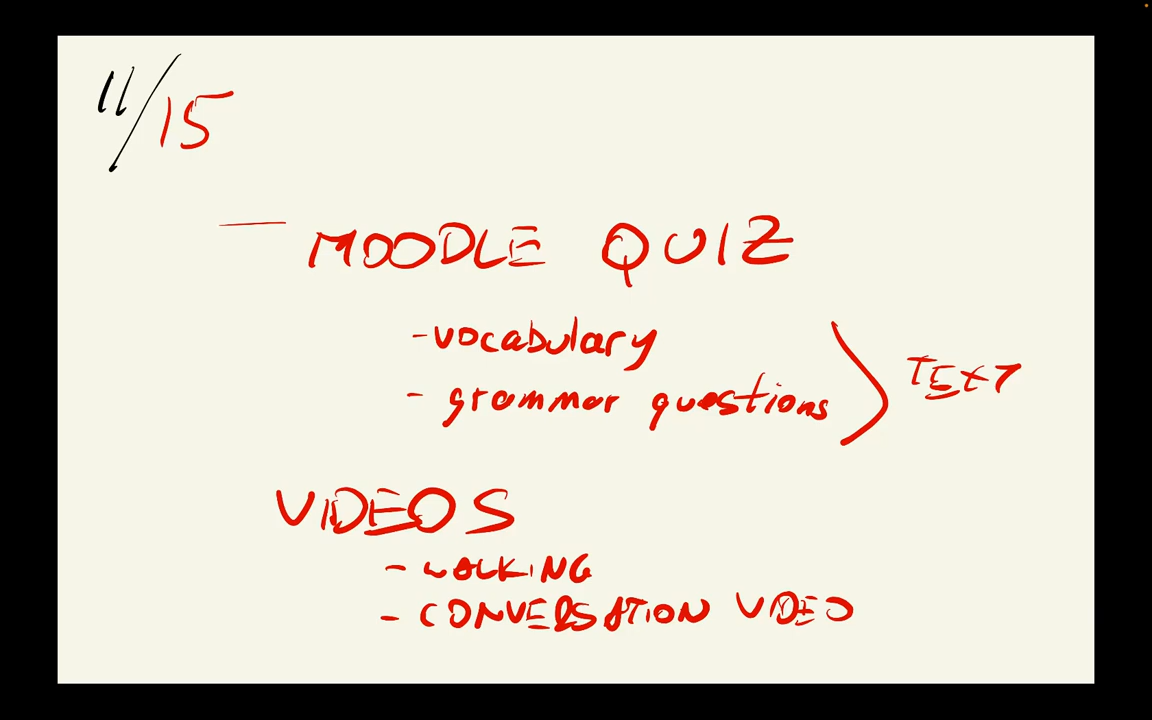 11/15
— MOODLE QUIZ
- vocabulary
- grammar questions
TEXT
VIDEOS
- WALKING
- CONVERSATION VIDEO